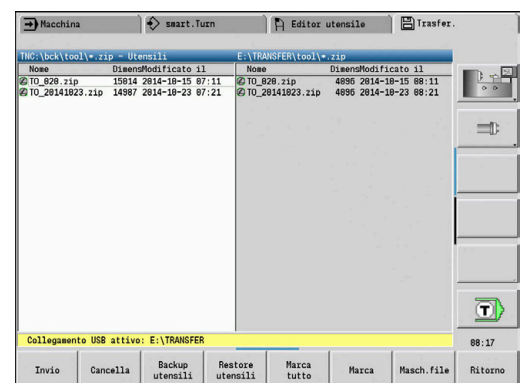 Macchina
smart.Turn
Editor utensile
Trasfer.
TNC:\bck\tool\*.zip - Utensili
E:\TRANSFER\tool\*.zip
Nome DimensModificato il
Nome DimensModificato il
TO_020.zip 15014 2014-10-15 07:11
TO_020.zip 4096 2014-10-15 08:11
TO_20141023.zip 14987 2014-10-23 07:21
TO_20141023.zip 4096 2014-10-23 08:21
T
Collegamento USB attivo: E:\TRANSFER
08:17
Invio
Cancella
Backup utensili
Restore utensili
Marca tutto
Marca
Masch.file
Ritorno